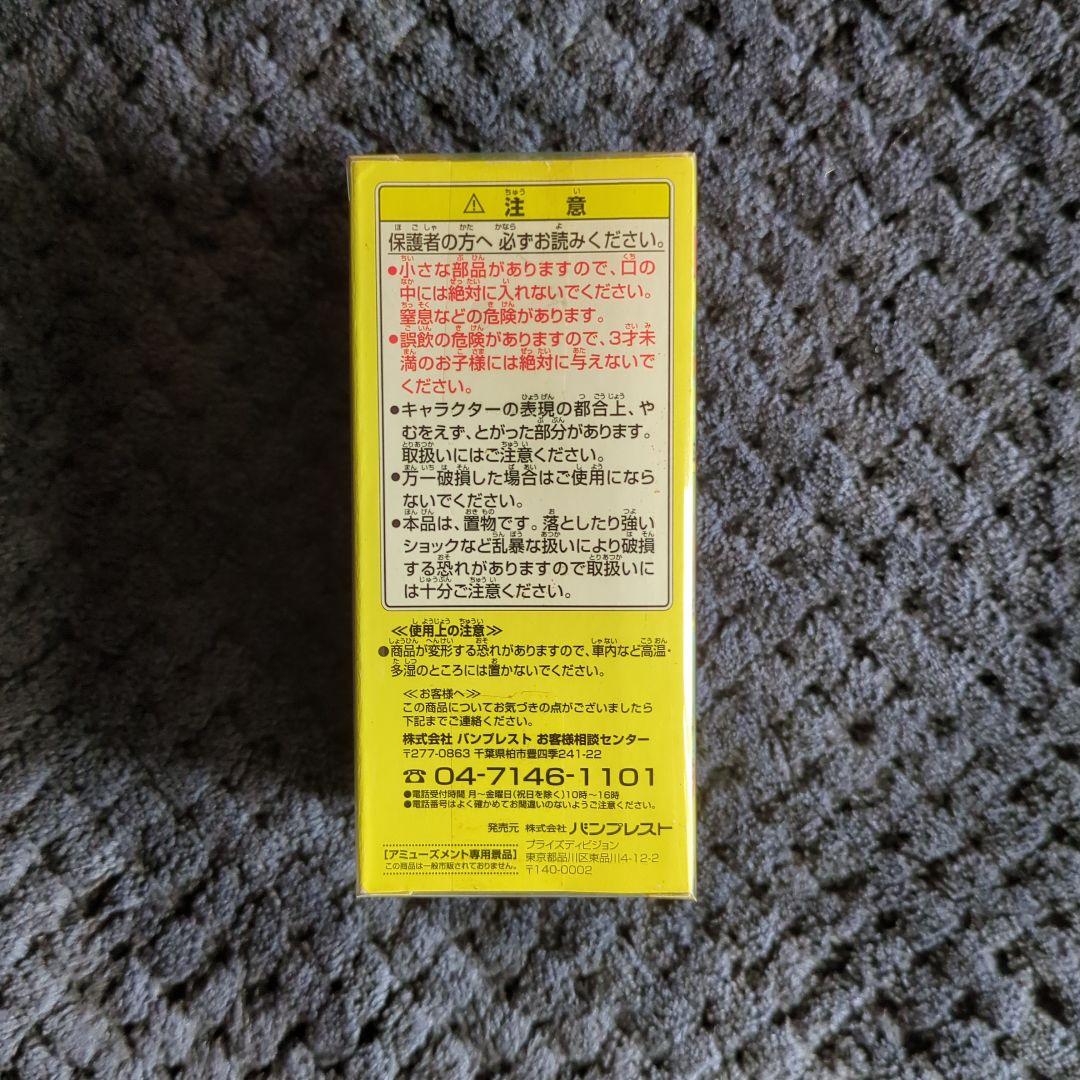 ⚠ 注意
保護者の方へ 必ずお読みください。
●小さな部品がありますので、口の
中には絶対に入れないでください。
窒息などの危険があります。
●誤飲の危険がありますので、3才未
満のお子様には絶対に与えないで
ください。
●キャラクターの表現の都合上、や
むをえず、とがった部分があります。
取扱いにはご注意ください。
●万一破損した場合はご使用になら
ないでください。
●本品は、置物です。落としたり強い
ショックなど乱暴な扱いにより破損
する恐れがありますので取扱いに
は十分ご注意ください。
≪使用上の注意≫
●商品が変形する恐れがありますので、車内など高温・
多湿のところには置かないでください。
≪お客様へ≫
この商品についてお気づきの点がございましたら
下記までご連絡ください。
株式会社 バンプレスト お客様相談センター
〒277-0863 千葉県柏市豊四季241-22
☎ 04-7146-1101
●電話受付時間 月〜金曜日(祝日を除く)10時〜16時
●電話番号はよく確かめてお間違いのないようご注意ください。
発売元 株式会社 バンプレスト
プライズディビジョン
東京都品川区東品川4-12-2
〒140-0002
【アミューズメント専用景品】
この商品は一般市販されておりません。